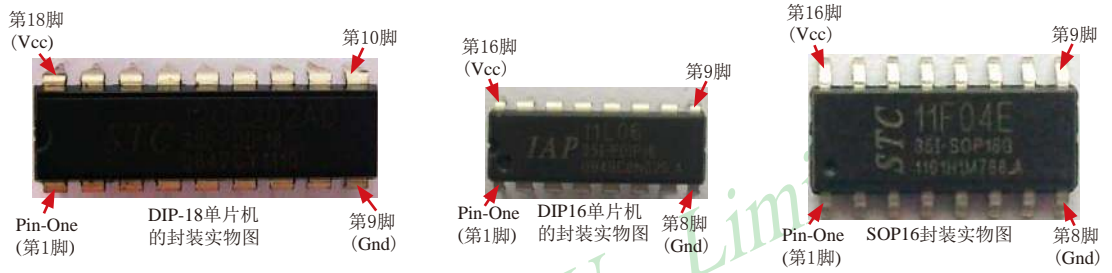 第18脚
(Vcc)
第10脚
STC
Pin-One
(第1脚)
DIP-18单片机
的封装实物图
第9脚
(Gnd)
第16脚
(Vcc)
第9脚
IAP
11L06
Pin-One
(第1脚)
DIP16单片机
的封装实物图
第8脚
(Gnd)
第16脚
(Vcc)
第9脚
STC
11F04E
35I-SOP16G
1101H1M766.A
Pin-One
(第1脚)
SOP16封装实物图
第8脚
(Gnd)
Limi